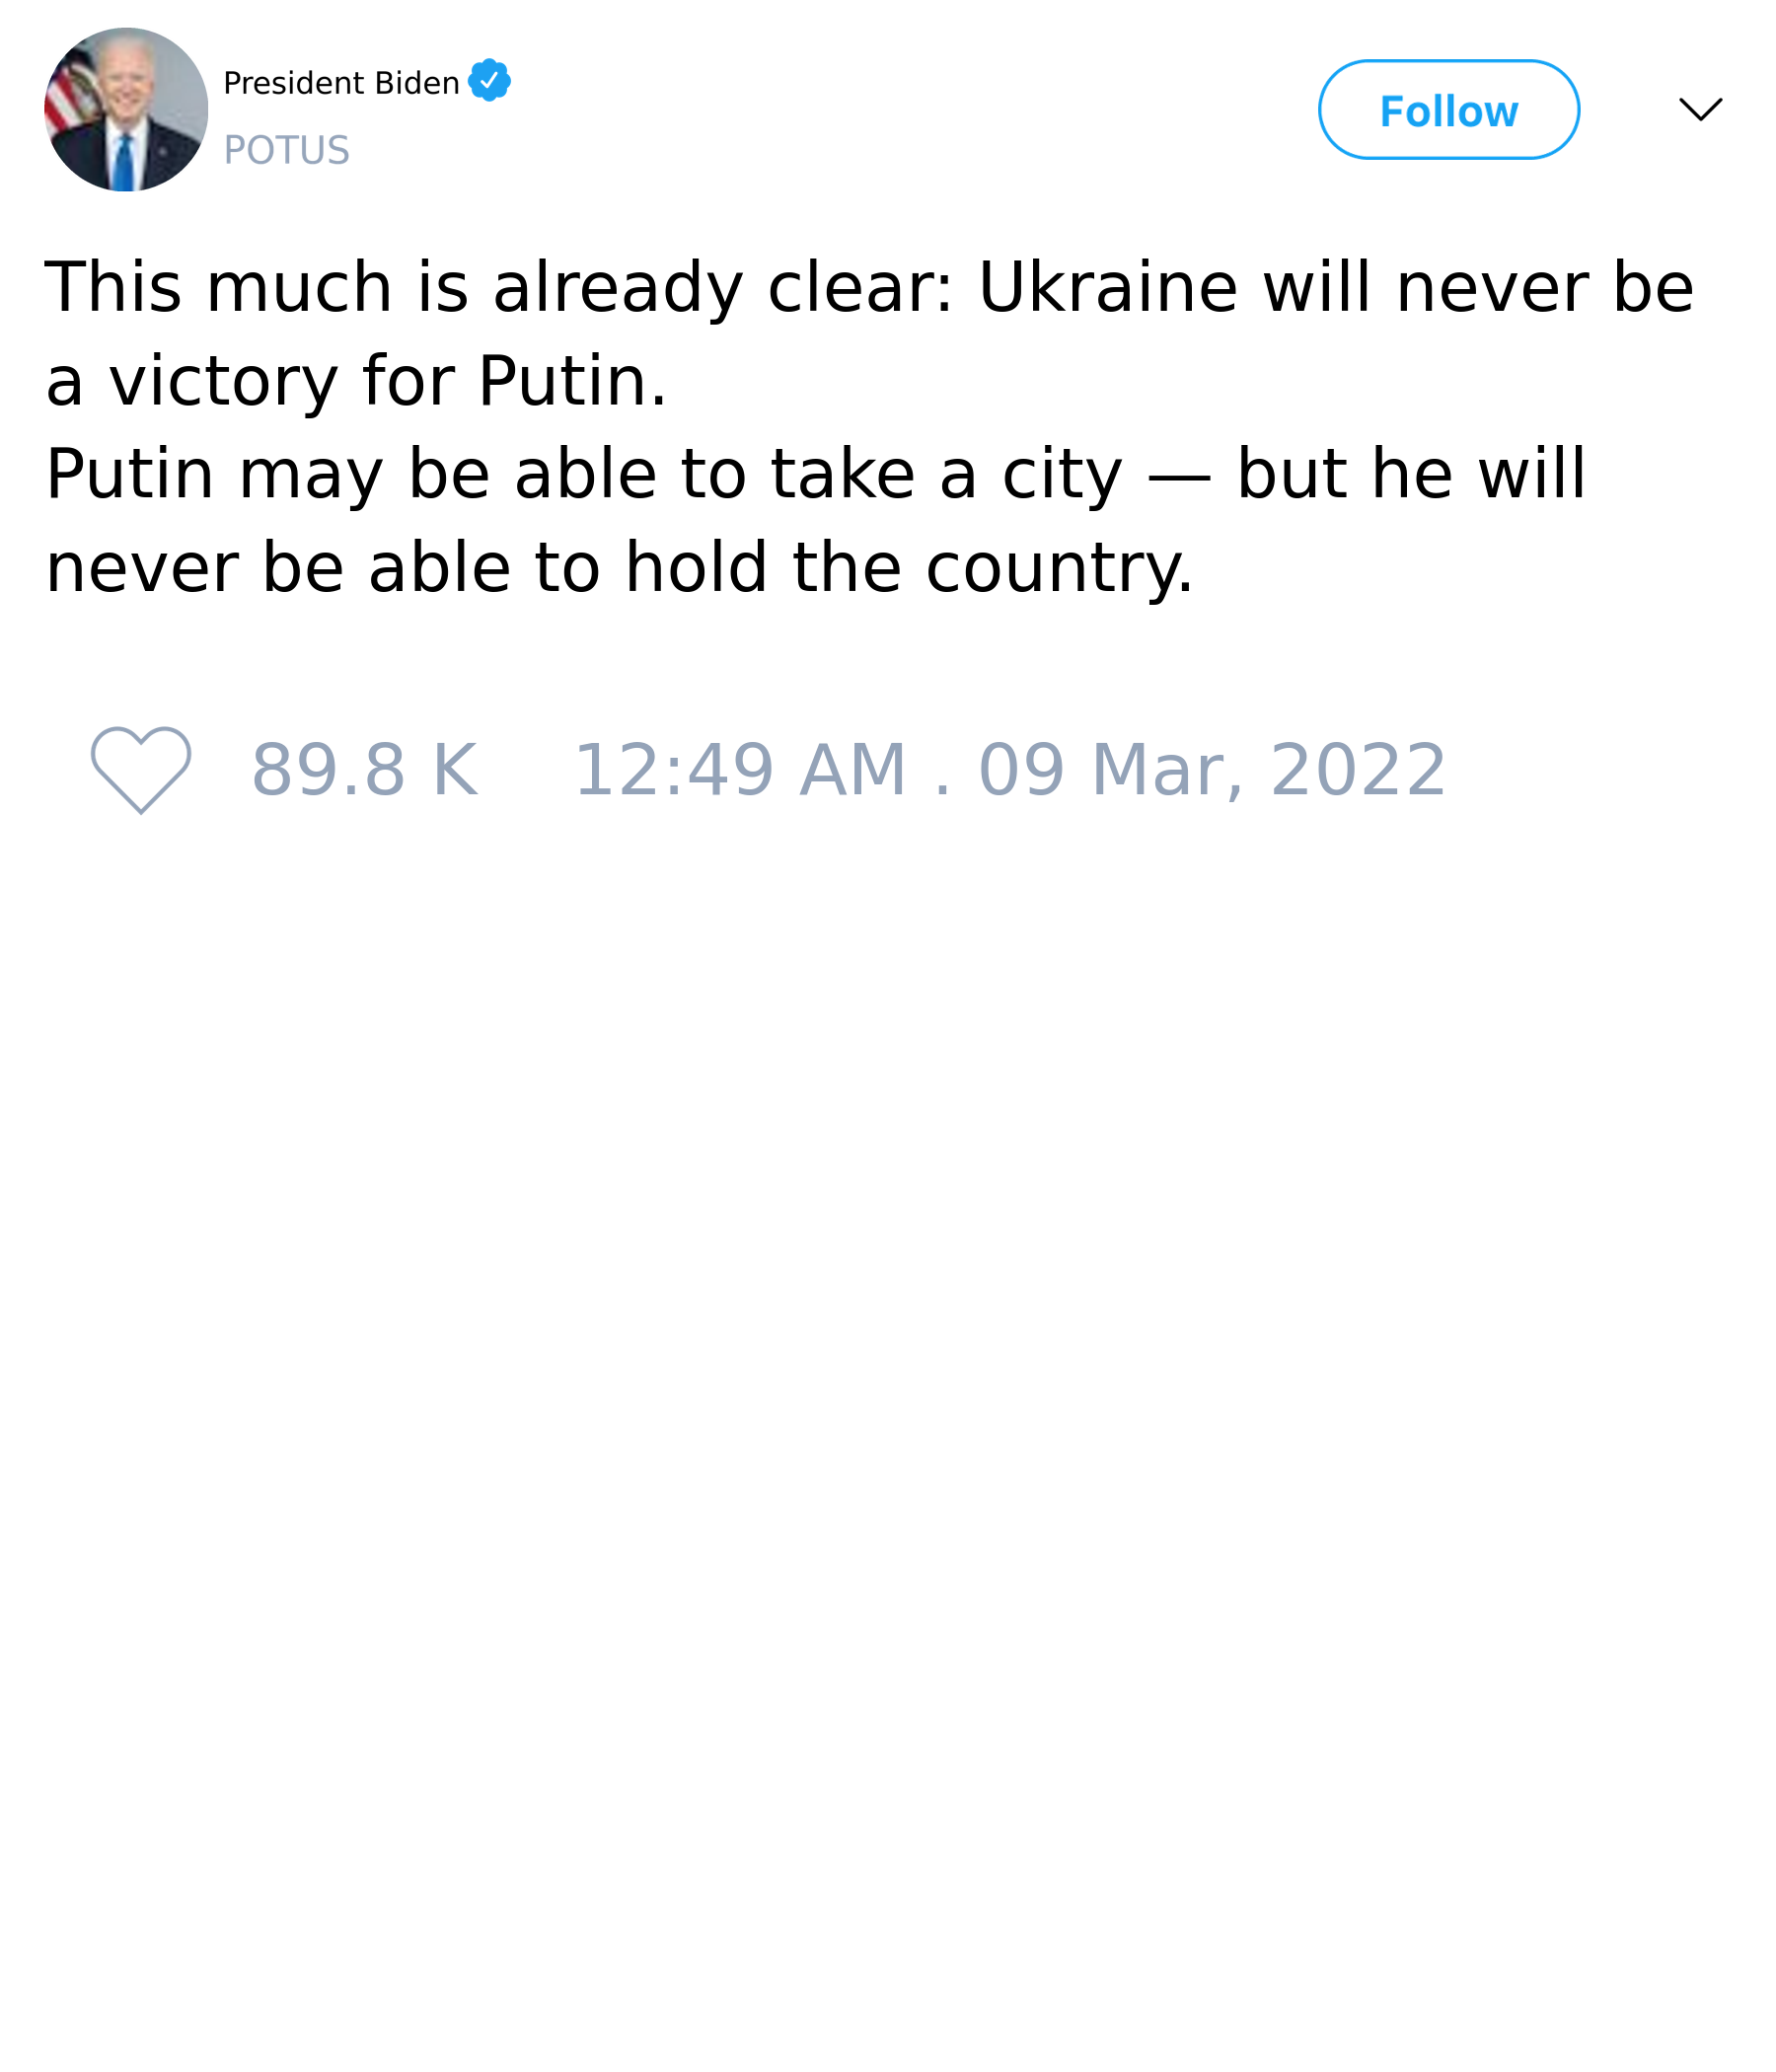 President Biden
POTUS
Follow
This much is already clear: Ukraine will never be
a victory for Putin.
Putin may be able to take a city — but he will
never be able to hold the country.
89.8 K 12:49 AM . 09 Mar, 2022